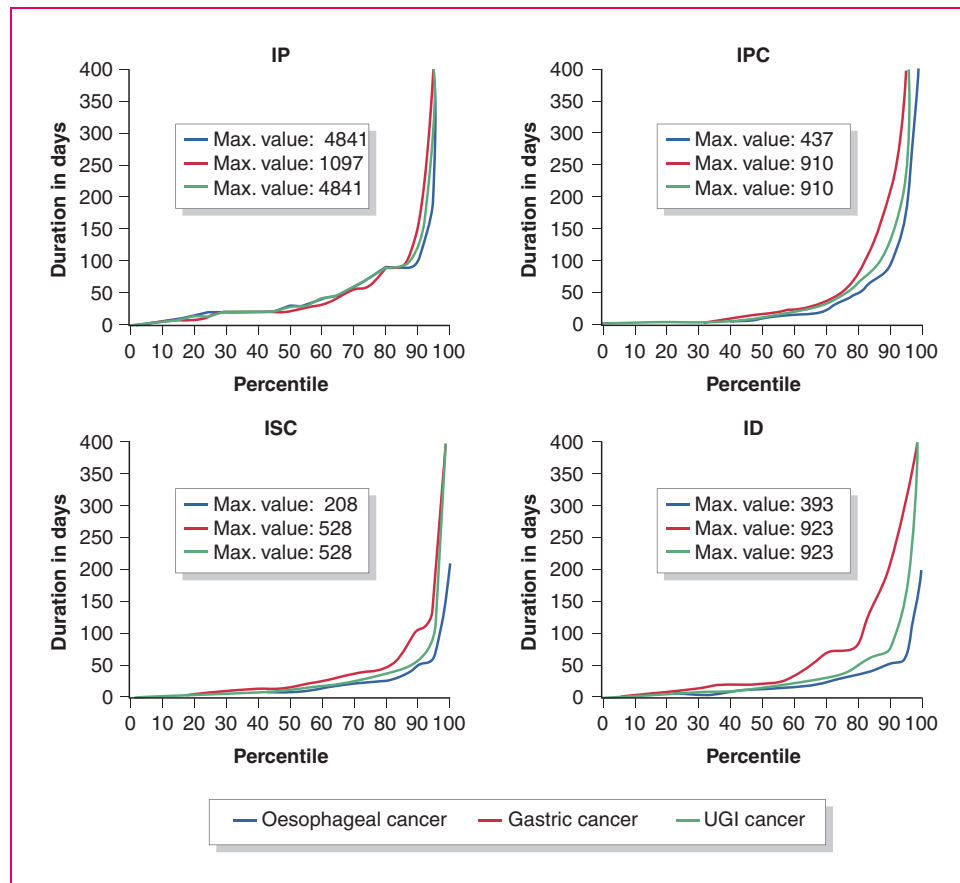 IP
400
350
300
250
200
150
100
50
0
Duration in days
Max. value: 4841
Max. value: 1097
Max. value: 4841
0 10 20 30 40 50 60 70 80 90 100
Percentile
IPC
400
350
300
250
200
150
100
50
0
Duration in days
Max. value: 437
Max. value: 910
Max. value: 910
0 10 20 30 40 50 60 70 80 90 100
Percentile
ISC
400
350
300
250
200
150
100
50
0
Duration in days
Max. value: 208
Max. value: 528
Max. value: 528
0 10 20 30 40 50 60 70 80 90 100
Percentile
ID
400
350
300
250
200
150
100
50
0
Duration in days
Max. value: 393
Max. value: 923
Max. value: 923
0 10 20 30 40 50 60 70 80 90 100
Percentile
Oesophageal cancer Gastric cancer UGI cancer